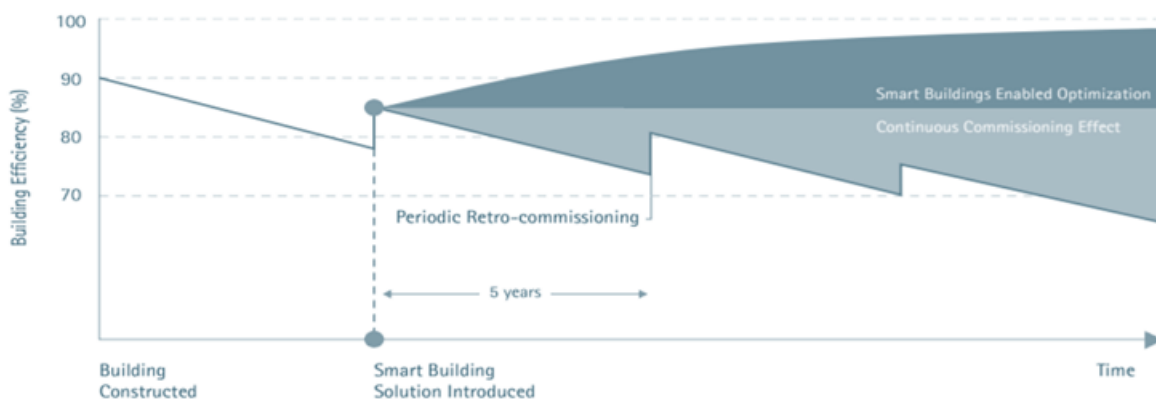 100
90
80
70
Building Efficiency (%)
Smart Buildings Enabled Optimization
Continuous Commissioning Effect
Periodic Retro-commissioning
5 years
Building
Constructed
Smart Building
Solution Introduced
Time